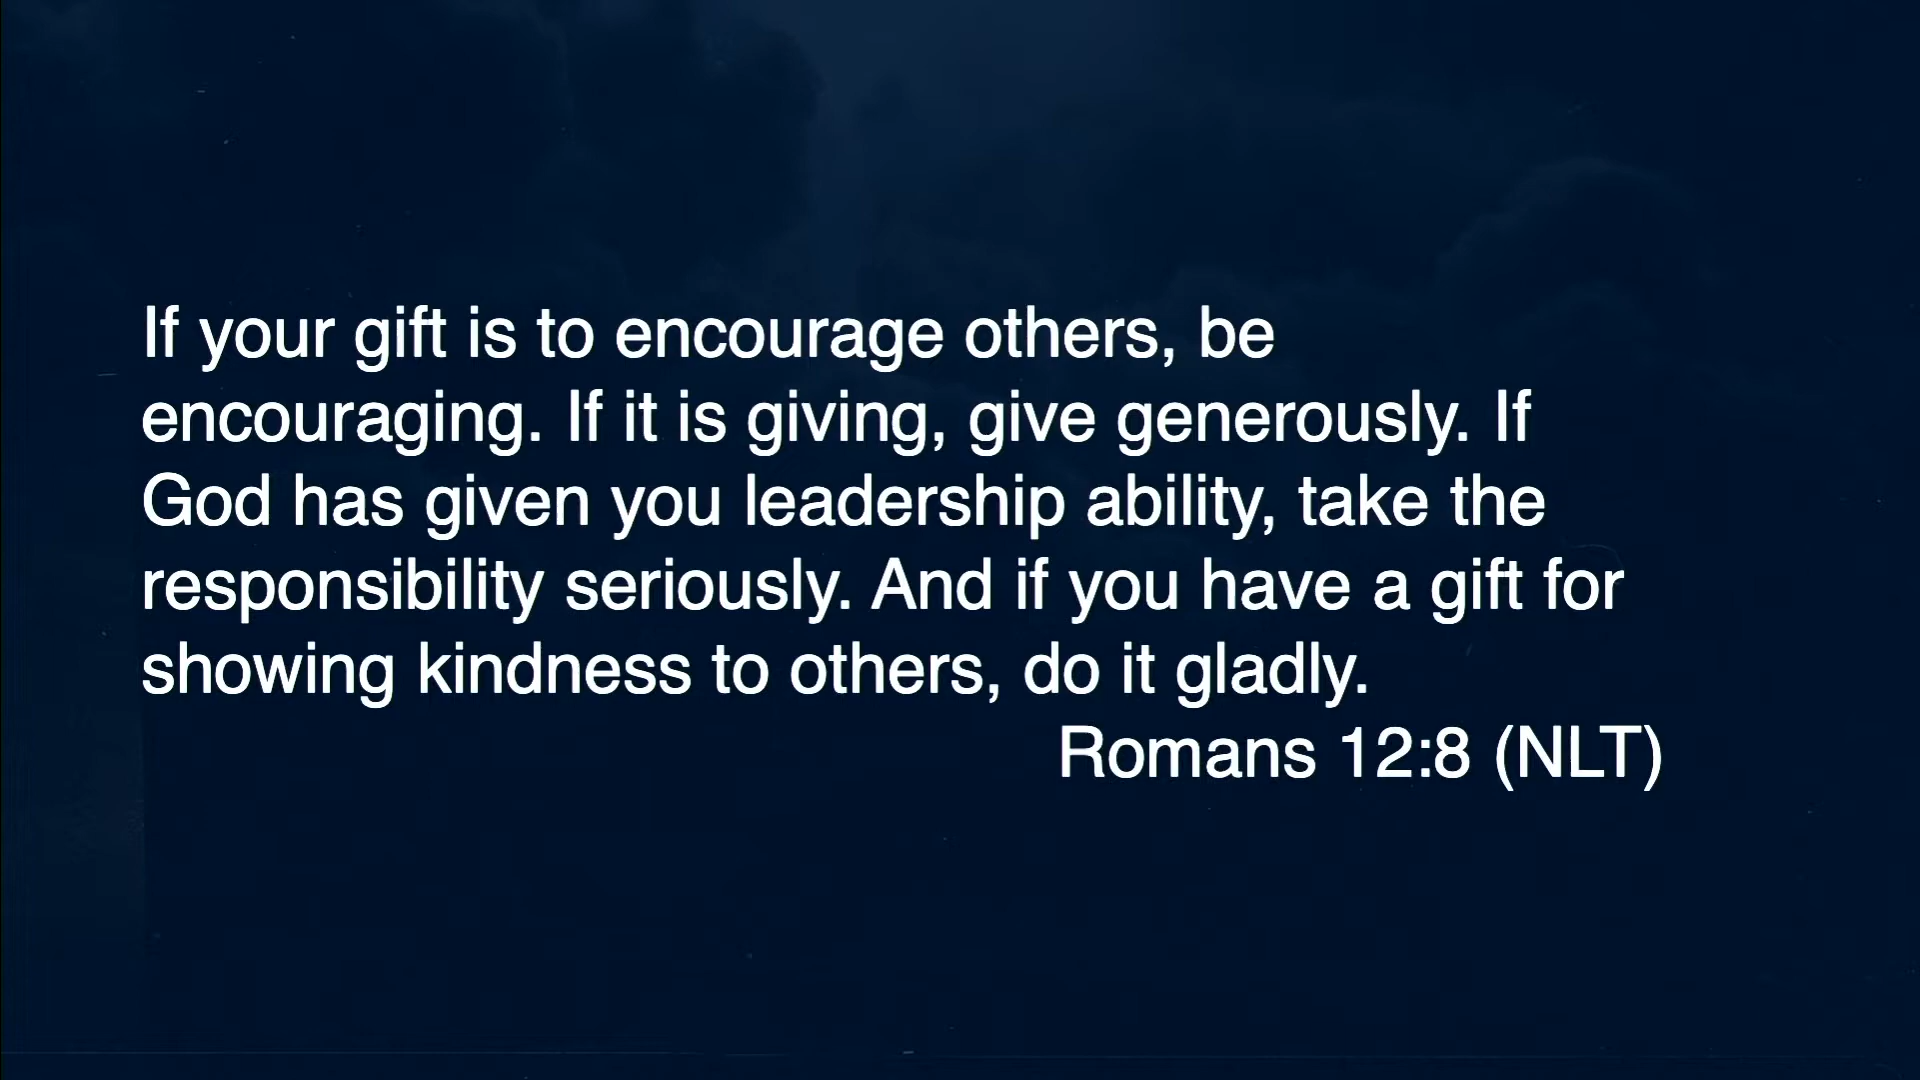 If your gift is to encourage others, be
encouraging. If it is giving, give generously. If
God has given you leadership ability, take the
responsibility seriously. And if you have a gift for
showing kindness to others, do it gladly.
Romans 12:8 (NLT)